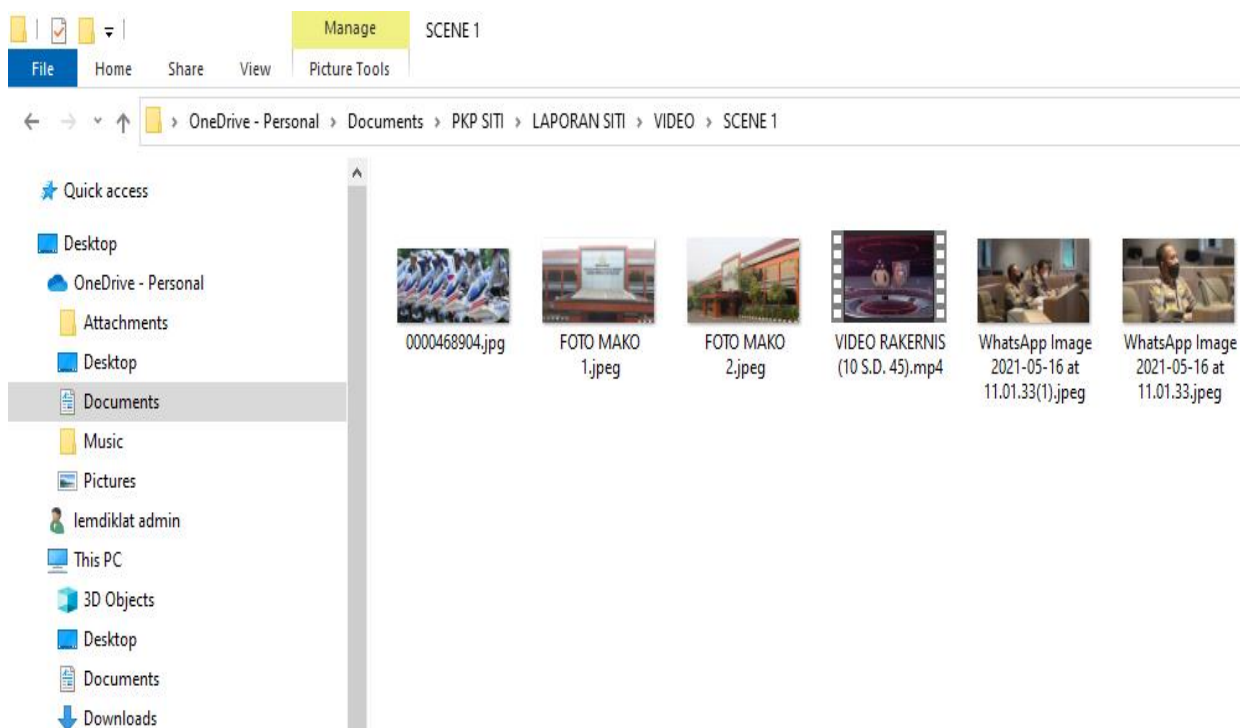 Manage
SCENE 1
File
Home
Share
View
Picture Tools
OneDrive - Personal > Documents > PKP SITI > LAPORAN SITI > VIDEO > SCENE 1
Quick access
Desktop
OneDrive - Personal
Attachments
Desktop
Documents
Music
Pictures
lemdiklat admin
This PC
3D Objects
Desktop
Documents
Downloads
0000468904.jpg
FOTO MAKO
1.jpeg
FOTO MAKO
2.jpeg
VIDEO RAKERNIS
(10 S.D. 45).mp4
WhatsApp Image
2021-05-16 at
11.01.33(1).jpeg
WhatsApp Image
2021-05-16 at
11.01.33.jpeg